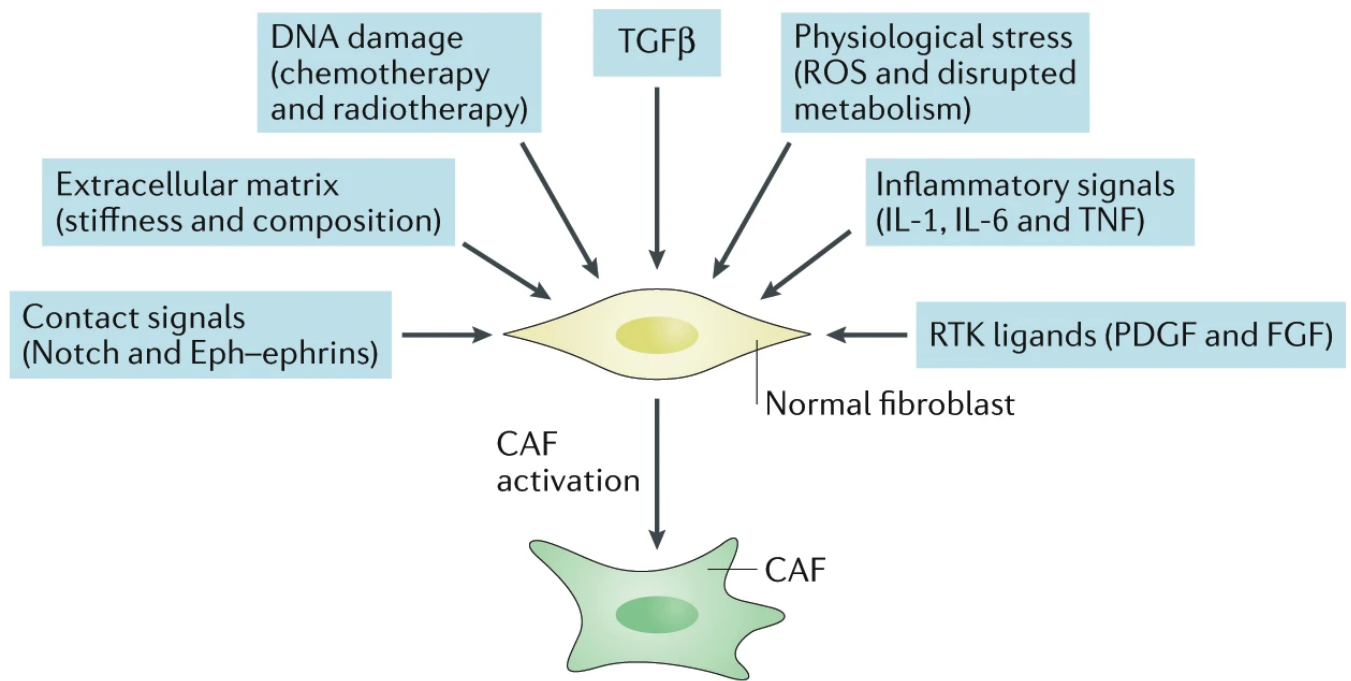 DNA damage
(chemotherapy
and radiotherapy)
TGFβ
Physiological stress
(ROS and disrupted
metabolism)
Extracellular matrix
(stiffness and composition)
Inflammatory signals
(IL-1, IL-6 and TNF)
Contact signals
(Notch and Eph–ephrins)
RTK ligands (PDGF and FGF)
Normal fibroblast
CAF
activation
CAF